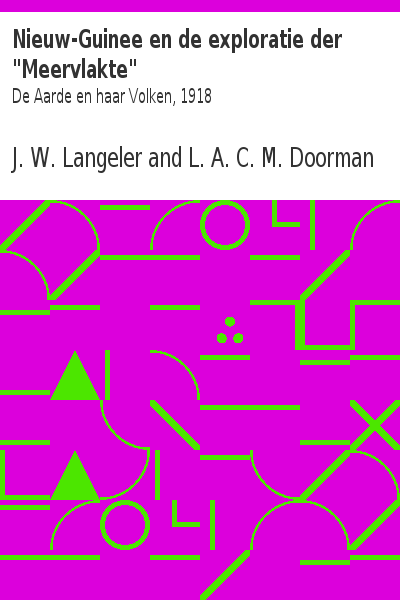 Nieuw-Guinee en de exploratie der
"Meervlakte"
De Aarde en haar Volken, 1918
J. W. Langeler and L. A. C. M. Doorman